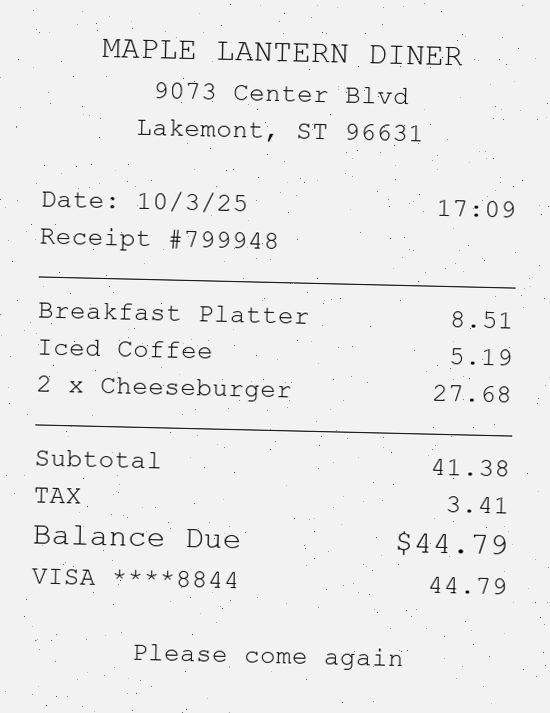 MAPLE LANTERN DINER
9073 Center Blvd
Lakemont, ST 96631
Date: 10/3/25 17:09
Receipt #799948
Breakfast Platter 8.51
Iced Coffee 5.19
2 x Cheeseburger 27.68
Subtotal 41.38
TAX 3.41
Balance Due $44.79
VISA ****8844 44.79
Please come again